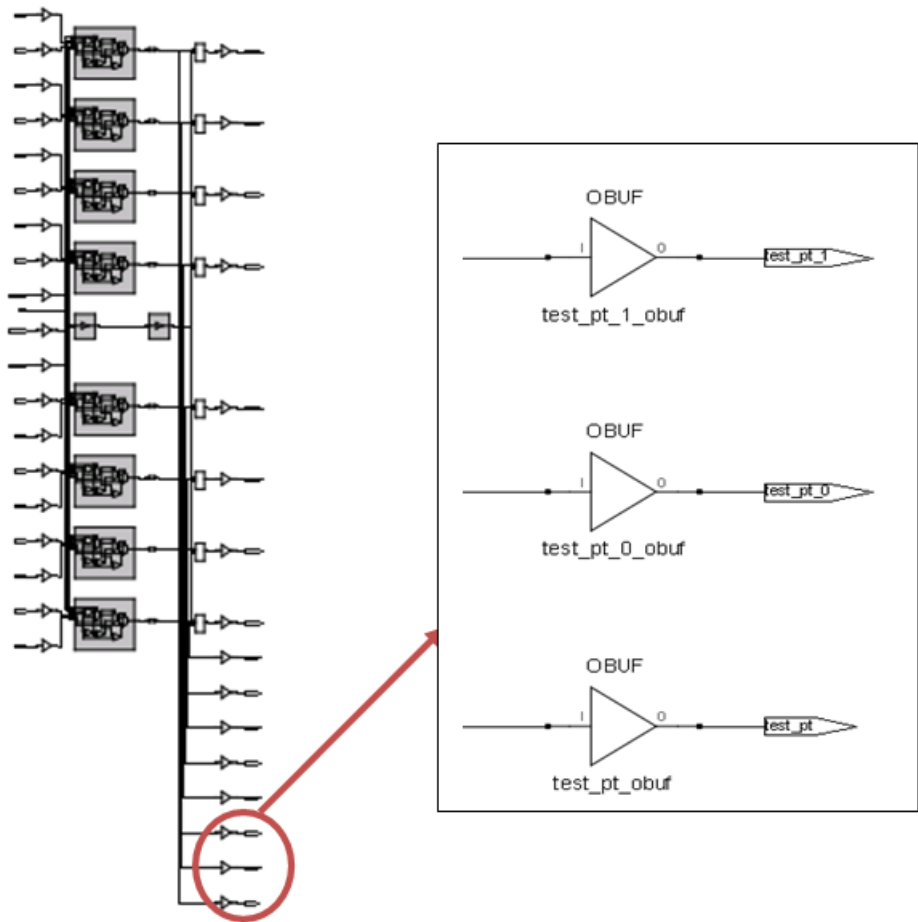 OBUF
I
O
test_pt_1
test_pt_1_obuf
OBUF
I
O
test_pt_0
test_pt_0_obuf
OBUF
I
O
test_pt
test_pt_obuf